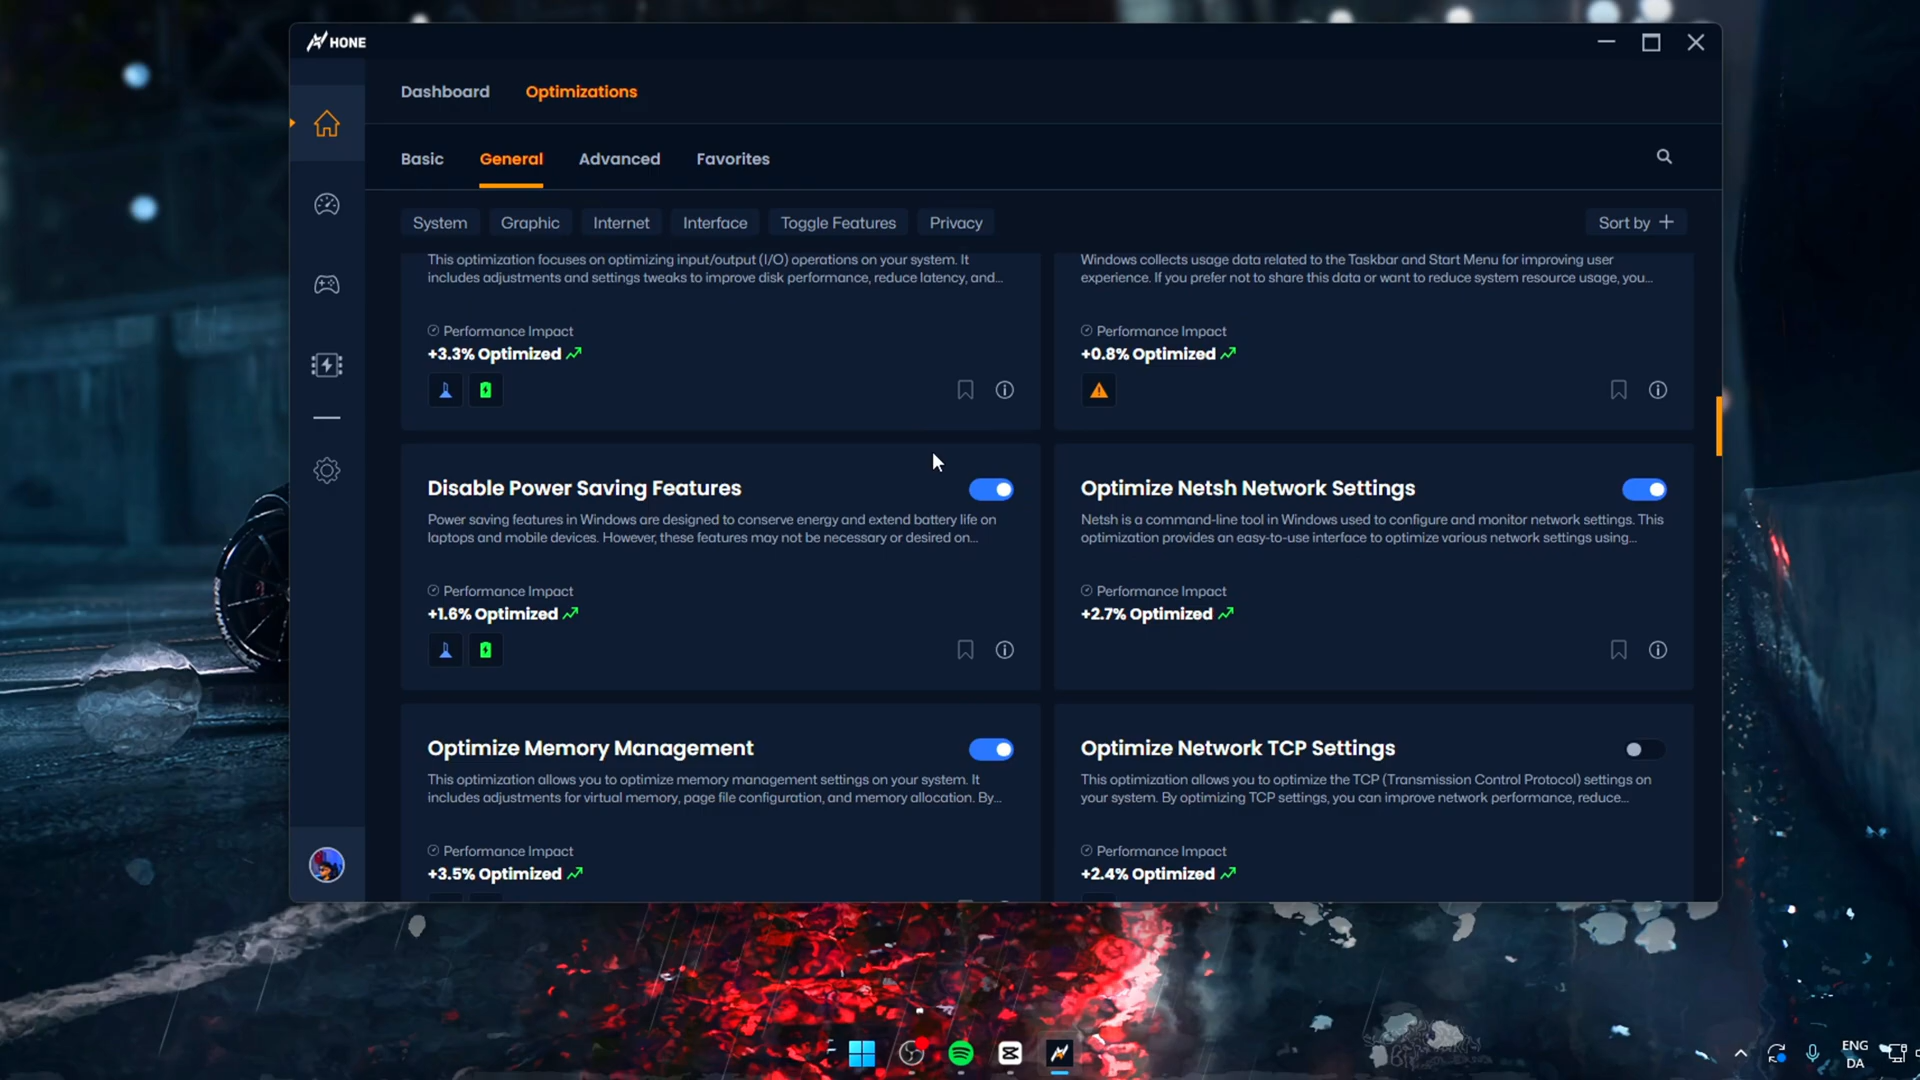 HONE
Dashboard
Optimizations
Basic
General
Advanced
Favorites
System
Graphic
Internet
Interface
Toggle Features
Privacy
Sort by
This optimization focuses on optimizing input/output (I/O) operations on your system. It
includes adjustments and settings tweaks to improve disk performance, reduce latency, and...
Performance Impact
+3.3% Optimized
Windows collects usage data related to the Taskbar and Start Menu for improving user
experience. If you prefer not to share this data or want to reduce system resource usage, you...
Performance Impact
+0.8% Optimized
Disable Power Saving Features
Power saving features in Windows are designed to conserve energy and extend battery life on
laptops and mobile devices. However, these features may not be necessary or desired on...
Performance Impact
+1.6% Optimized
Optimize Netsh Network Settings
Netsh is a command-line tool in Windows used to configure and monitor network settings. This
optimization provides an easy-to-use interface to optimize various network settings using...
Performance Impact
+2.7% Optimized
Optimize Memory Management
This optimization allows you to optimize memory management settings on your system. It
includes adjustments for virtual memory, page file configuration, and memory allocation. By...
Performance Impact
+3.5% Optimized
Optimize Network TCP Settings
This optimization allows you to optimize the TCP (Transmission Control Protocol) settings on
your system. By optimizing TCP settings, you can improve network performance, reduce...
Performance Impact
+2.4% Optimized
ENG
DA